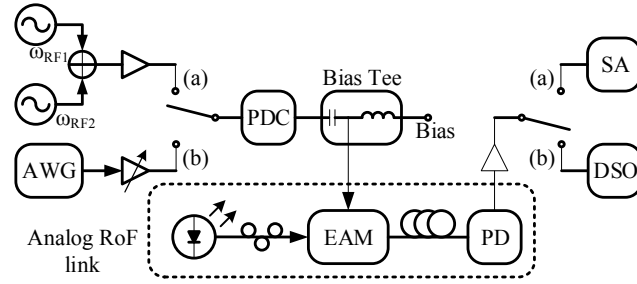 ωRF1
(a)
(a)
SA
Bias Tee
PDC
ωRF2
Bias
AWG
(b)
(b)
DSO
Analog RoF
link
EAM
PD